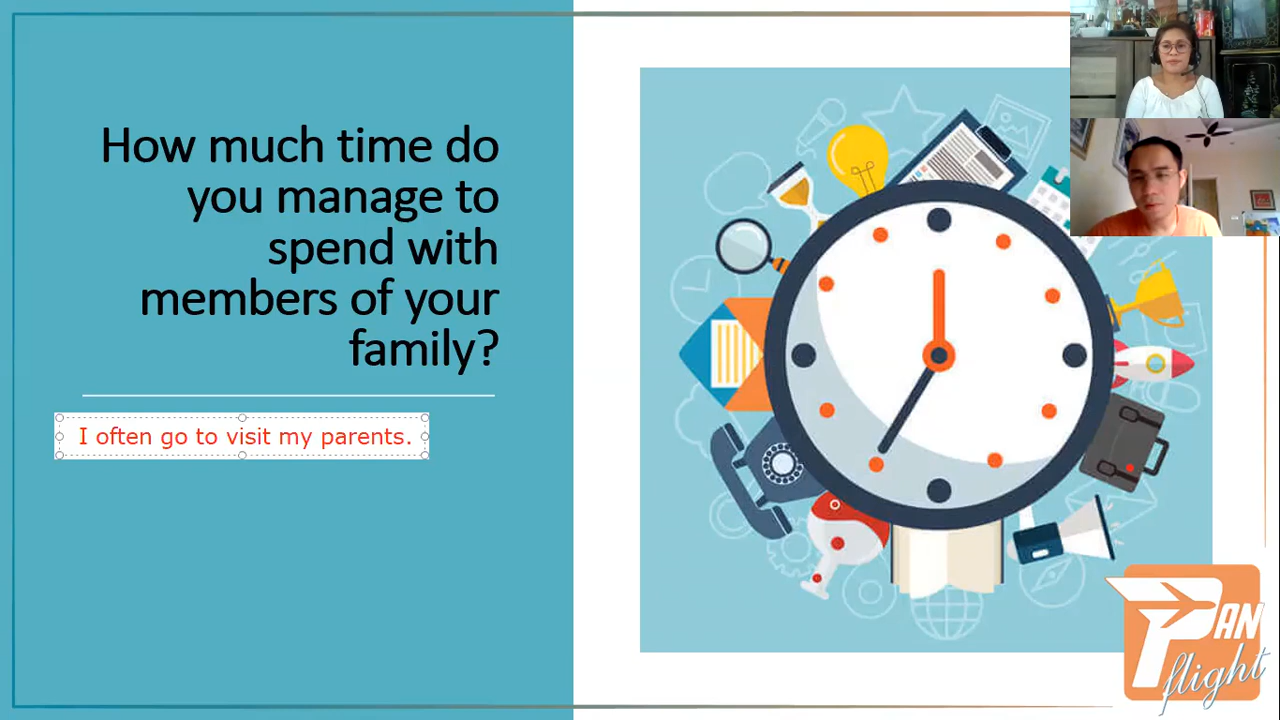 How much time do
you manage to
spend with
members of your
family?
I often go to visit my parents.
PAN
flight